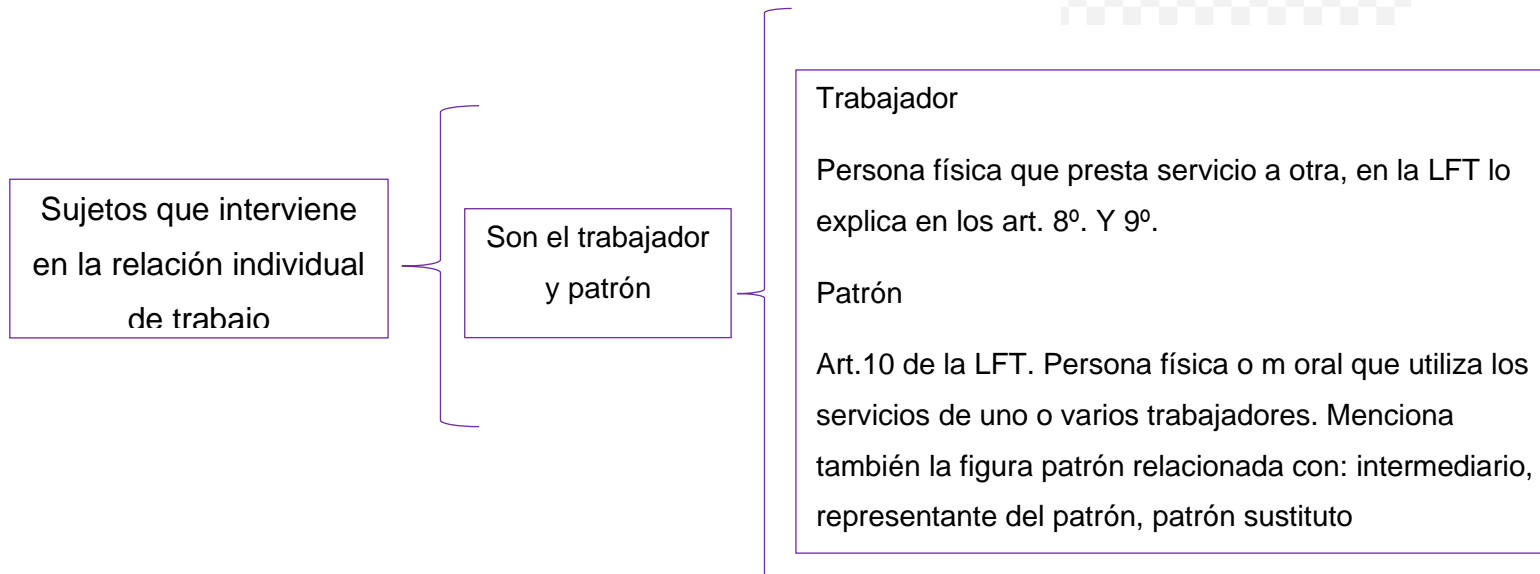 Sujetos que interviene
en la relación individual
de trabajo
Son el trabajador
y patrón
Trabajador
Persona física que presta servicio a otra, en la LFT lo
explica en los art. 8º. Y 9º.
Patrón
Art.10 de la LFT. Persona física o m oral que utiliza los
servicios de uno o varios trabajadores. Menciona
también la figura patrón relacionada con: intermediario,
representante del patrón, patrón sustituto